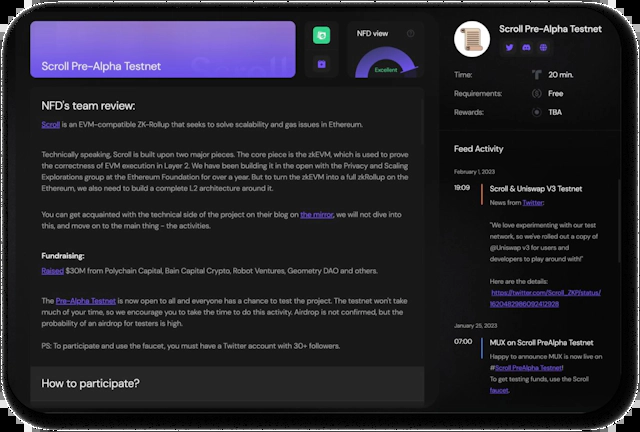 Scroll Pre-Alpha Testnet
NFD view
Excellent
NFD's team review:
Scroll is an EVM-compatible ZK-Rollup that seeks to solve scalability and gas issues in Ethereum.
Technically speaking, Scroll is built upon two major pieces. The core piece is the zkEVM, which is used to
prove the correctness of EVM execution in Layer 2. We have been building it in the open with the Privacy and Scaling
Explorations group at the Ethereum Foundation for over a year. But to turn the zkEVM into a full zkRollup on the
Ethereum, we also need to build a complete L2 architecture around it.
You can get acquainted with the technical side of the project on their blog on the mirror, we will not dive into
this, and move on to the main thing - the activities.
Fundraising:
Raised $30M from Polychain Capital, Bain Capital Crypto, Robot Ventures, Geometry DAO and others.
The Pre-Alpha Testnet is now open to all and everyone has a chance to test the project. The testnet won't take
much of your time, so we encourage you to take the time to do this activity. Airdrop is not confirmed, but the
probability of an airdrop for testers is high.
PS: To participate and use the faucet, you must have a Twitter account with 30+ followers.
How to participate?
Scroll Pre-Alpha Testnet
Time: 20 min.
Requirements: Free
Rewards: TBA
Feed Activity
February 1, 2023
19:09 Scroll & Uniswap V3 Testnet
News from Twitter:
"We love experimenting with our test
network, so we've rolled out a copy of
@Uniswap v3 for users and
developers to play around with!"
Here are the details:
https://twitter.com/Scroll_ZKP/status/
1620482986092412928
January 25, 2023
07:00 MUX on Scroll PreAlpha Testnet
Happy to announce MUX is now live on
#Scroll PreAlpha Testnet!
To get testing funds, use the Scroll
faucet.